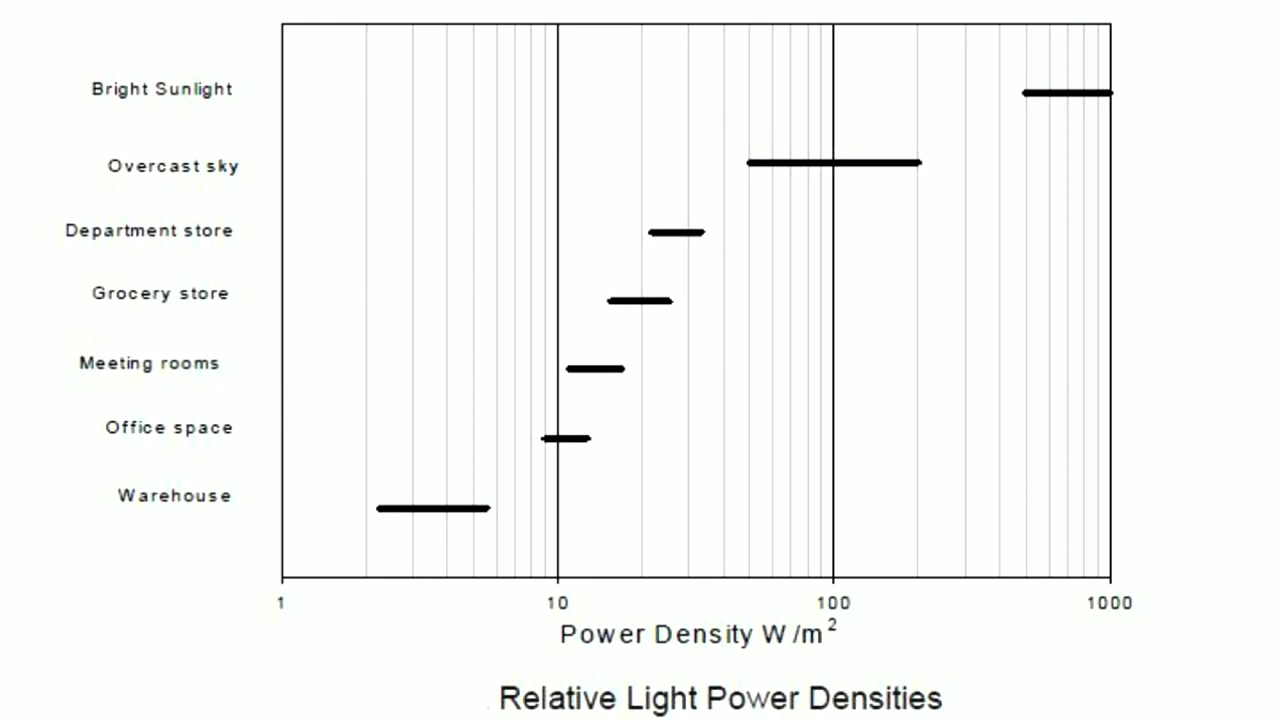 Bright Sunlight
Overcast sky
Department store
Grocery store
Meeting rooms
Office space
Warehouse
1 10 100 1000
Power Density W/m²
Relative Light Power Densities